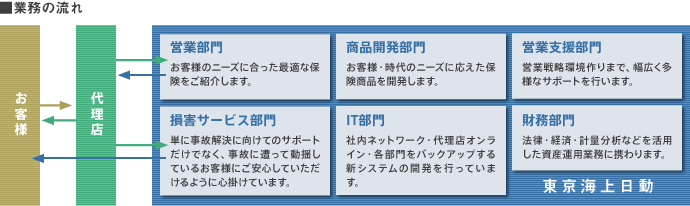 ■業務の流れ
お客様
代理店
営業部門
お客様のニーズに合った最適な保
険をご紹介します。
商品開発部門
お客様・時代のニーズに応えた保
険商品を開発します。
営業支援部門
営業戦略環境作りまで、幅広く多
様なサポートを行います。
損害サービス部門
単に事故解決に向けてのサポート
だけでなく、事故に遭って動揺し
ているお客様にご安心していただ
けるように心掛けています。
IT部門
社内ネットワーク・代理店オンラ
イン・各部門をバックアップする
新システムの開発を行っていま
す。
財務部門
法律・経済・計量分析などを活用
した資産運用業務に携わります。
東京海上日動